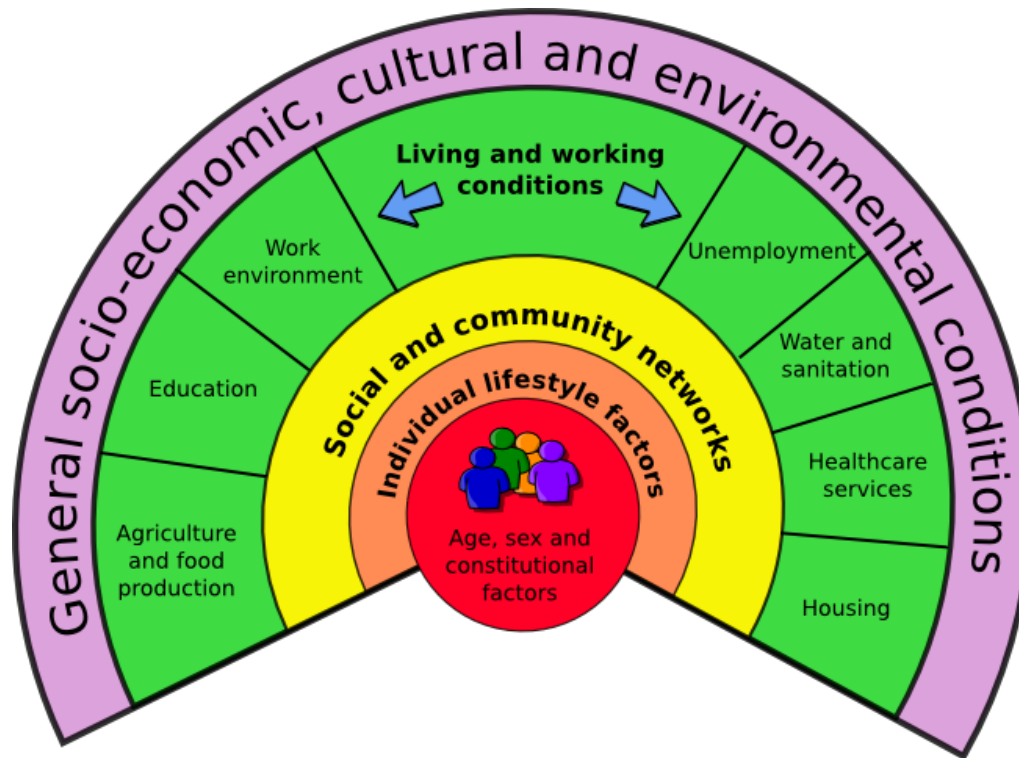 General socio-economic, cultural and environmental conditions
Living and working
conditions
Agriculture
and food
production
Education
Work
environment
Unemployment
Water and
sanitation
Healthcare
services
Housing
Social and community networks
Individual lifestyle factors
Age, sex and
constitutional
factors